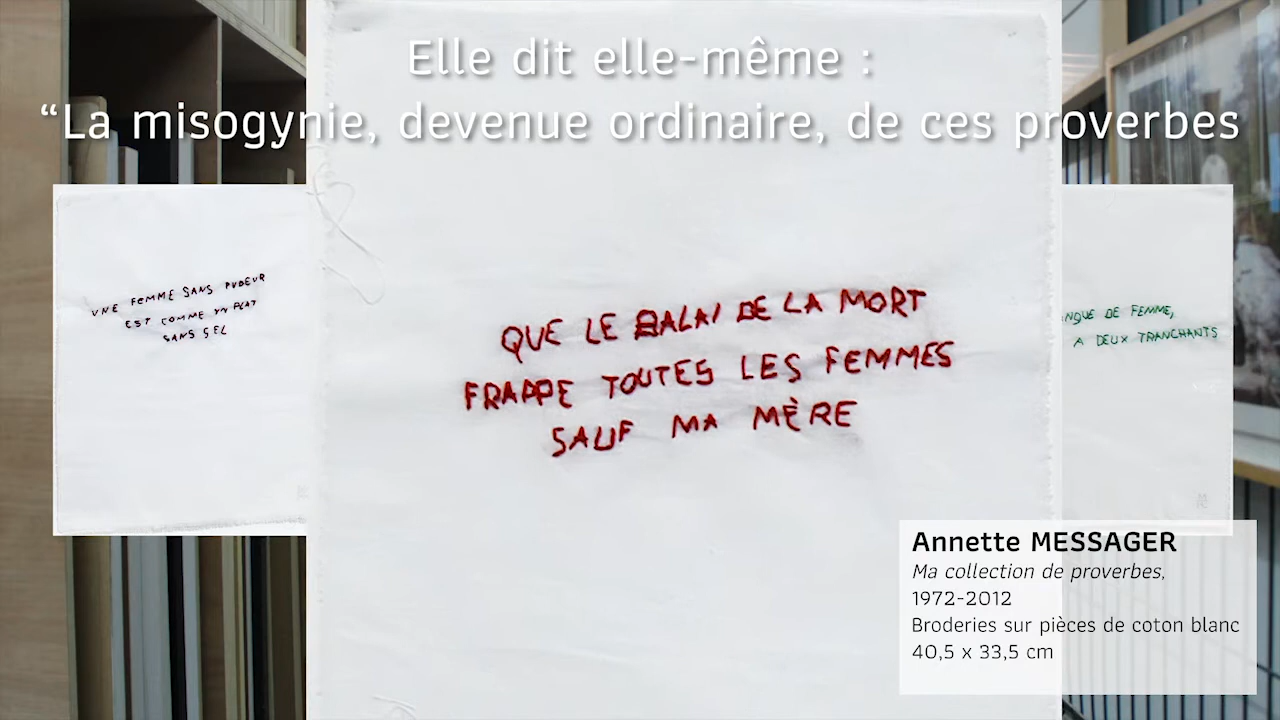 Elle dit elle-même :
“La misogynie, devenue ordinaire, de ces proverbes
UNE FEMME SANS PUDEUR
EST COMME UN PLAT
SANS SEL
QUE LE BALAI DE LA MORT
FRAPPE TOUTES LES FEMMES
SAUF MA MÈRE
DE FEMME,
A DEUX TRANCHANTS
Annette MESSAGER
Ma collection de proverbes,
1972-2012
Broderies sur pièces de coton blanc
40,5 x 33,5 cm